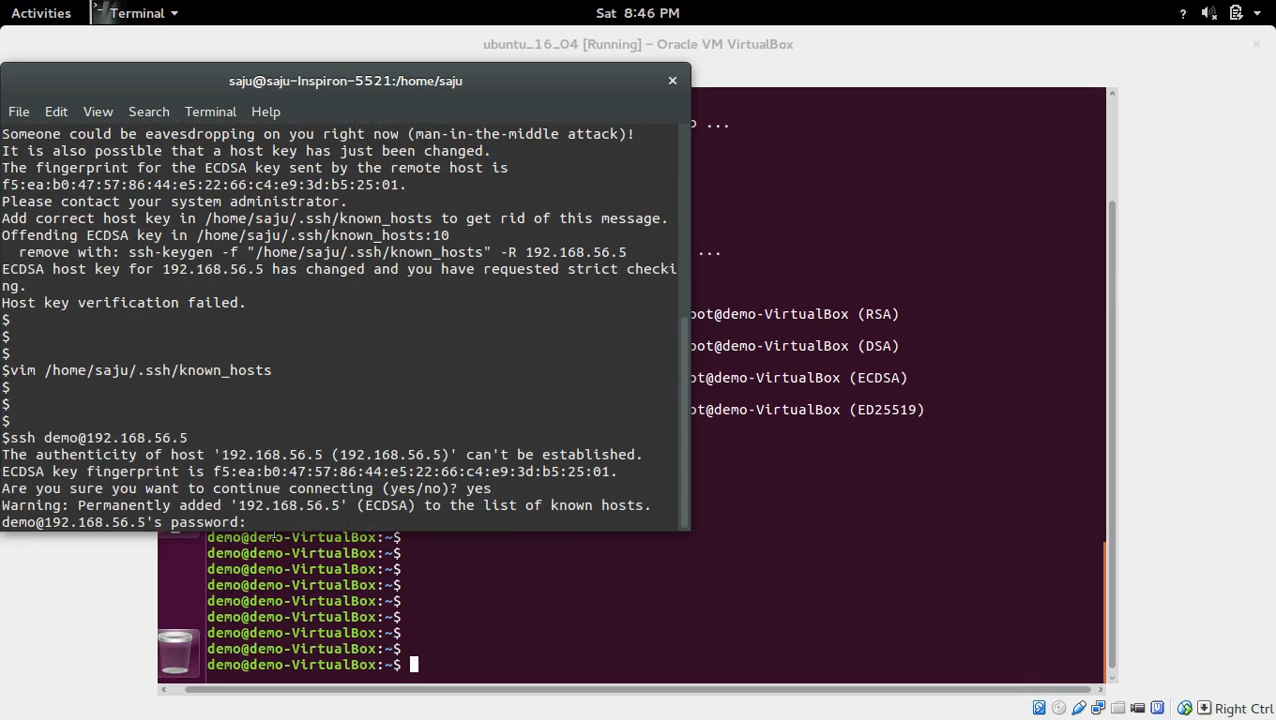 Activities
Terminal
Sat 8:46 PM
?
ubuntu_16_04 [Running] – Oracle VM VirtualBox
saju@saju-Inspiron-5521:/home/saju
File Edit View Search Terminal Help
Someone could be eavesdropping on you right now (man-in-the-middle attack)!
It is also possible that a host key has just been changed.
The fingerprint for the ECDSA key sent by the remote host is
f5:ea:b0:47:57:86:44:e5:22:66:c4:e9:3d:b5:25:01.
Please contact your system administrator.
Add correct host key in /home/saju/.ssh/known_hosts to get rid of this message.
Offending ECDSA key in /home/saju/.ssh/known_hosts:10
remove with: ssh-keygen -f "/home/saju/.ssh/known_hosts" -R 192.168.56.5
ECDSA host key for 192.168.56.5 has changed and you have requested strict checki
ng.
Host key verification failed.
$
$
$
$vim /home/saju/.ssh/known_hosts
$
$
$
$ssh demo@192.168.56.5
The authenticity of host '192.168.56.5 (192.168.56.5)' can't be established.
ECDSA key fingerprint is f5:ea:b0:47:57:86:44:e5:22:66:c4:e9:3d:b5:25:01.
Are you sure you want to continue connecting (yes/no)? yes
Warning: Permanently added '192.168.56.5' (ECDSA) to the list of known hosts.
demo@192.168.56.5's password:
o ...
...
oot@demo-VirtualBox (RSA)
oot@demo-VirtualBox (DSA)
ot@demo-VirtualBox (ECDSA)
ot@demo-VirtualBox (ED25519)
demo@demo-VirtualBox:~$
demo@demo-VirtualBox:~$
demo@demo-VirtualBox:~$
demo@demo-VirtualBox:~$
demo@demo-VirtualBox:~$
demo@demo-VirtualBox:~$
demo@demo-VirtualBox:~$
demo@demo-VirtualBox:~$
demo@demo-VirtualBox:~$
Right Ctrl